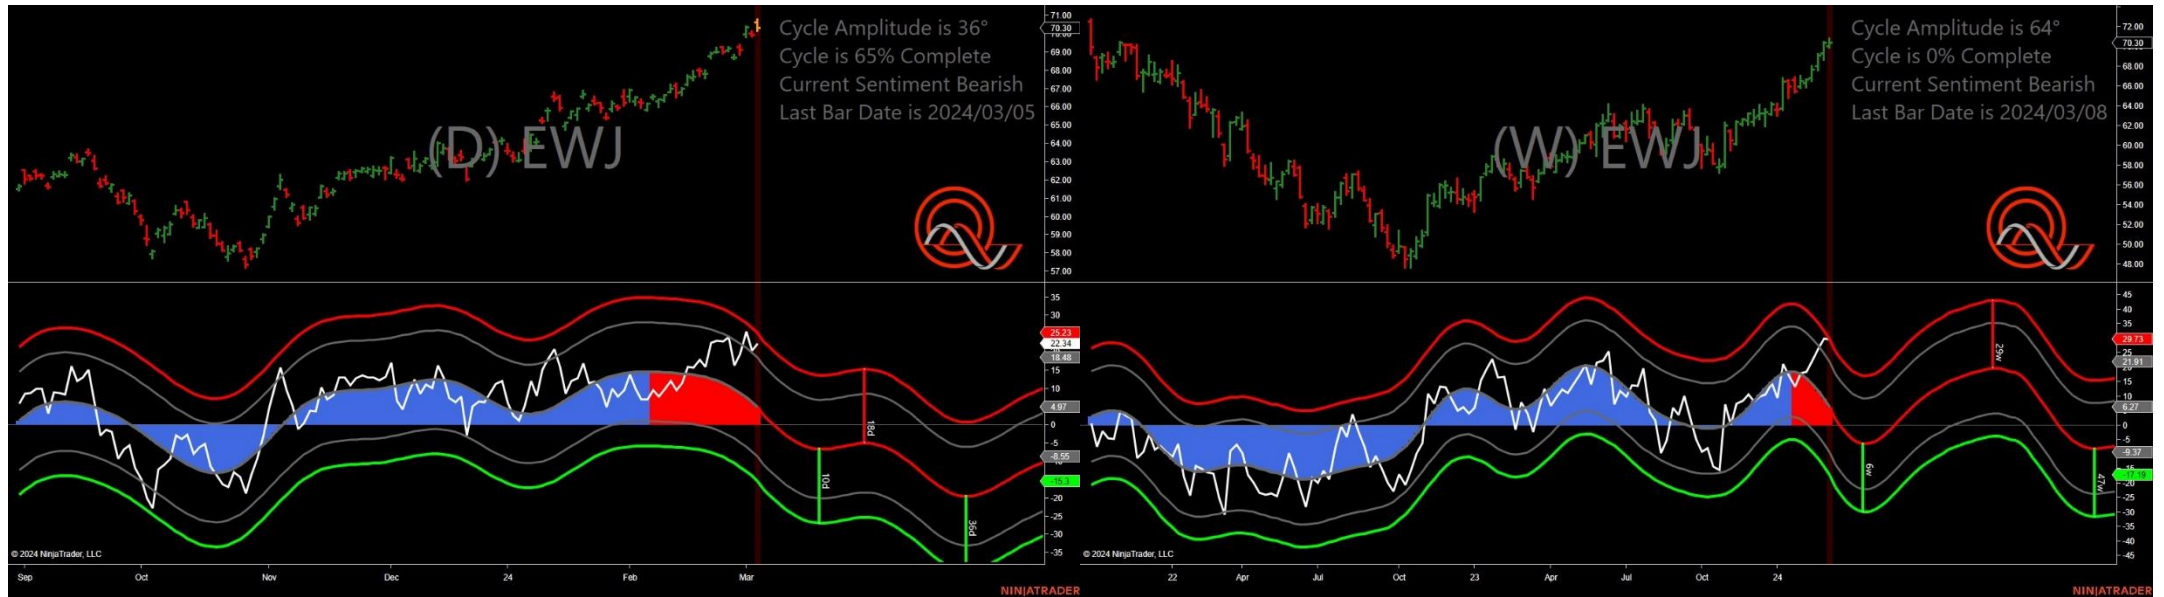 Cycle Amplitude is 36°
Cycle is 65% Complete
Current Sentiment Bearish
Last Bar Date is 2024/03/05
(D) EWJ
71.00
70.30
69.00
68.00
67.00
66.00
65.00
64.00
63.00
62.00
61.00
60.00
59.00
58.00
57.00
35
30
25.23
22.34
18.48
15
10
4.97
0
-5
-8.55
-15.3
-20
-25
-30
-35
18d
10d
36d
© 2024 NinjaTrader, LLC
Sep
Oct
Nov
Dec
24
Feb
Mar
NINJATRADER
Cycle Amplitude is 64°
Cycle is 0% Complete
Current Sentiment Bearish
Last Bar Date is 2024/03/08
(W) EWJ
72.00
70.30
68.00
66.00
64.00
62.00
60.00
58.00
56.00
54.00
52.00
50.00
48.00
45
40
35
29.73
25
21.91
15
10
6.27
0
-5
-9.37
-17.19
-20
-25
-30
-35
-40
-45
29w
6w
47w
© 2024 NinjaTrader, LLC
22
Apr
Jul
Oct
23
Apr
Jul
Oct
24
NINJATRADER